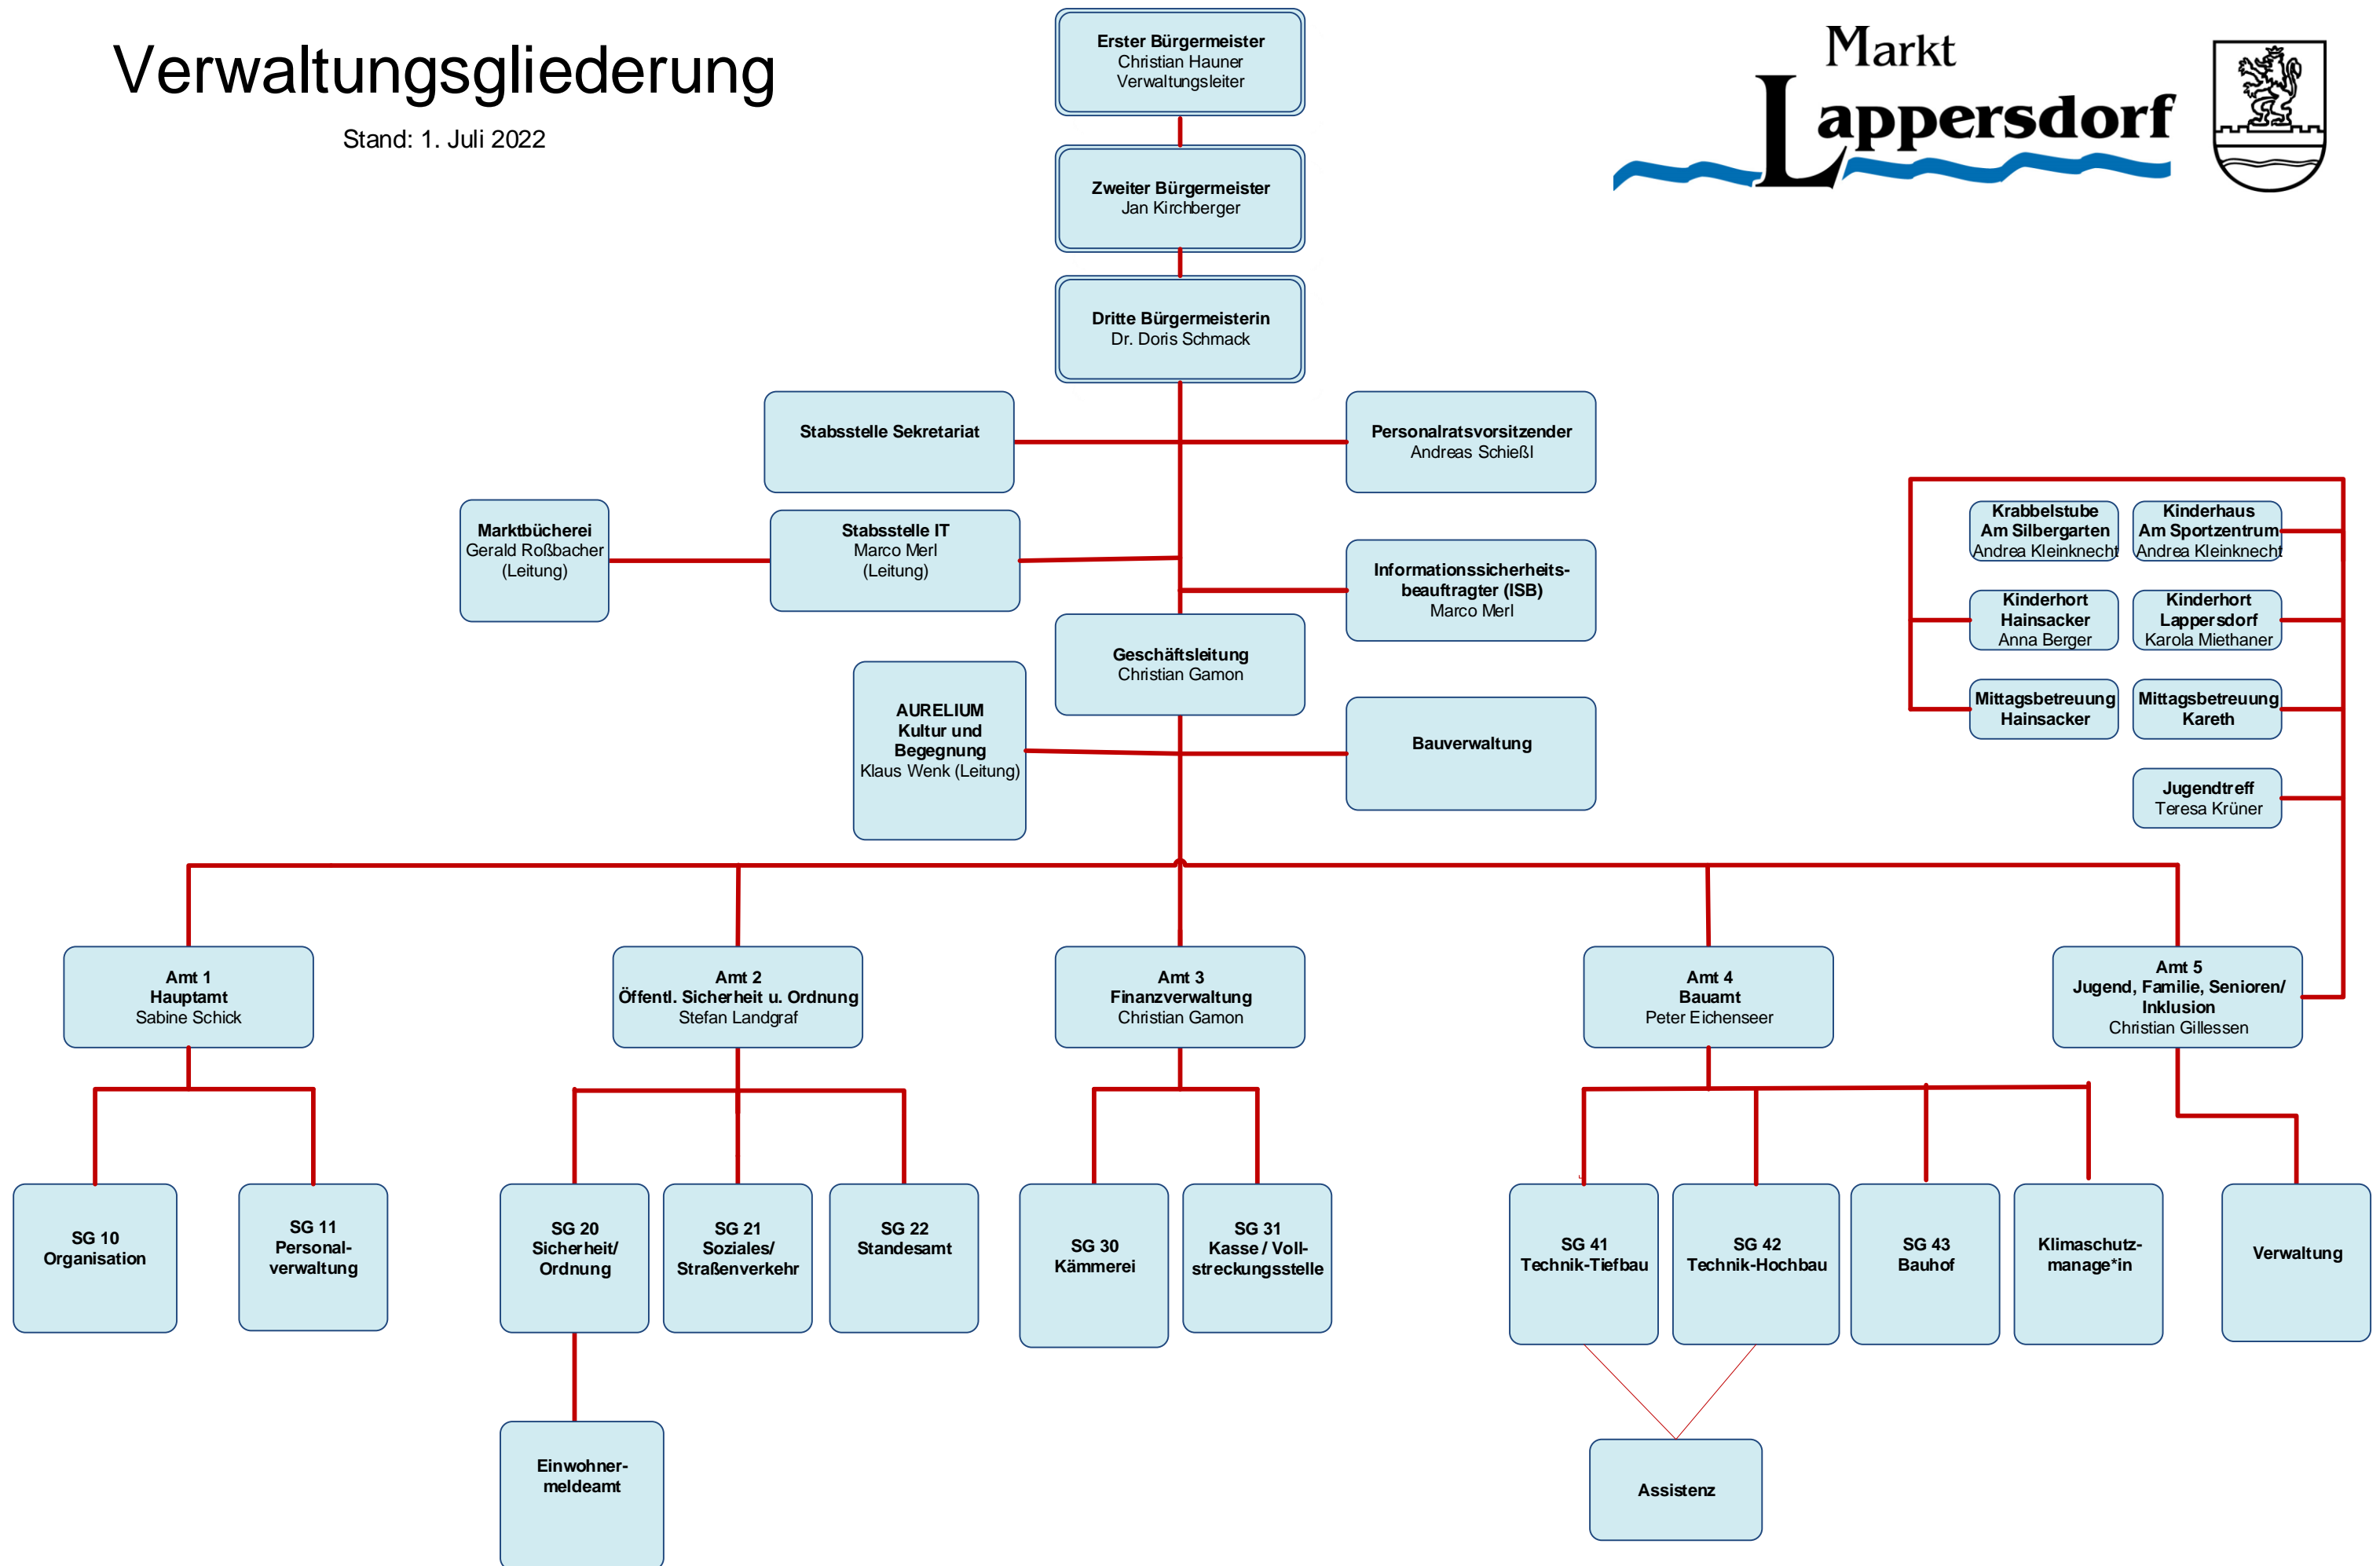 Verwaltungsgliederung
Stand: 1. Juli 2022
Markt
Lappersdorf
Erster Bürgermeister
Christian Hauner
Verwaltungsleiter
Zweiter Bürgermeister
Jan Kirchberger
Dritte Bürgermeisterin
Dr. Doris Schmack
Stabsstelle Sekretariat
Personalratsvorsitzender
Andreas Schießl
Marktbücherei
Gerald Roßbacher
(Leitung)
Stabsstelle IT
Marco Merl
(Leitung)
Informationssicherheits-
beauftragter (ISB)
Marco Merl
Geschäftsleitung
Christian Gamon
AURELIUM
Kultur und
Begegnung
Klaus Wenk (Leitung)
Bauverwaltung
Krabbelstube
Am Silbergarten
Andrea Kleinknecht
Kinderhaus
Am Sportzentrum
Andrea Kleinknecht
Kinderhort
Hainsacker
Anna Berger
Kinderhort
Lappersdorf
Karola Miethaner
Mittagsbetreuung
Hainsacker
Mittagsbetreuung
Kareth
Jugendtreff
Teresa Krüner
Amt 1
Hauptamt
Sabine Schick
Amt 2
Öffentl. Sicherheit u. Ordnung
Stefan Landgraf
Amt 3
Finanzverwaltung
Christian Gamon
Amt 4
Bauamt
Peter Eichenseer
Amt 5
Jugend, Familie, Senioren/
Inklusion
Christian Gillessen
SG 10
Organisation
SG 11
Personal-
verwaltung
SG 20
Sicherheit/
Ordnung
SG 21
Soziales/
Straßenverkehr
SG 22
Standesamt
SG 30
Kämmerei
SG 31
Kasse / Voll-
streckungsstelle
SG 41
Technik-Tiefbau
SG 42
Technik-Hochbau
SG 43
Bauhof
Klimaschutz-
manage*in
Verwaltung
Einwohner-
meldeamt
Assistenz